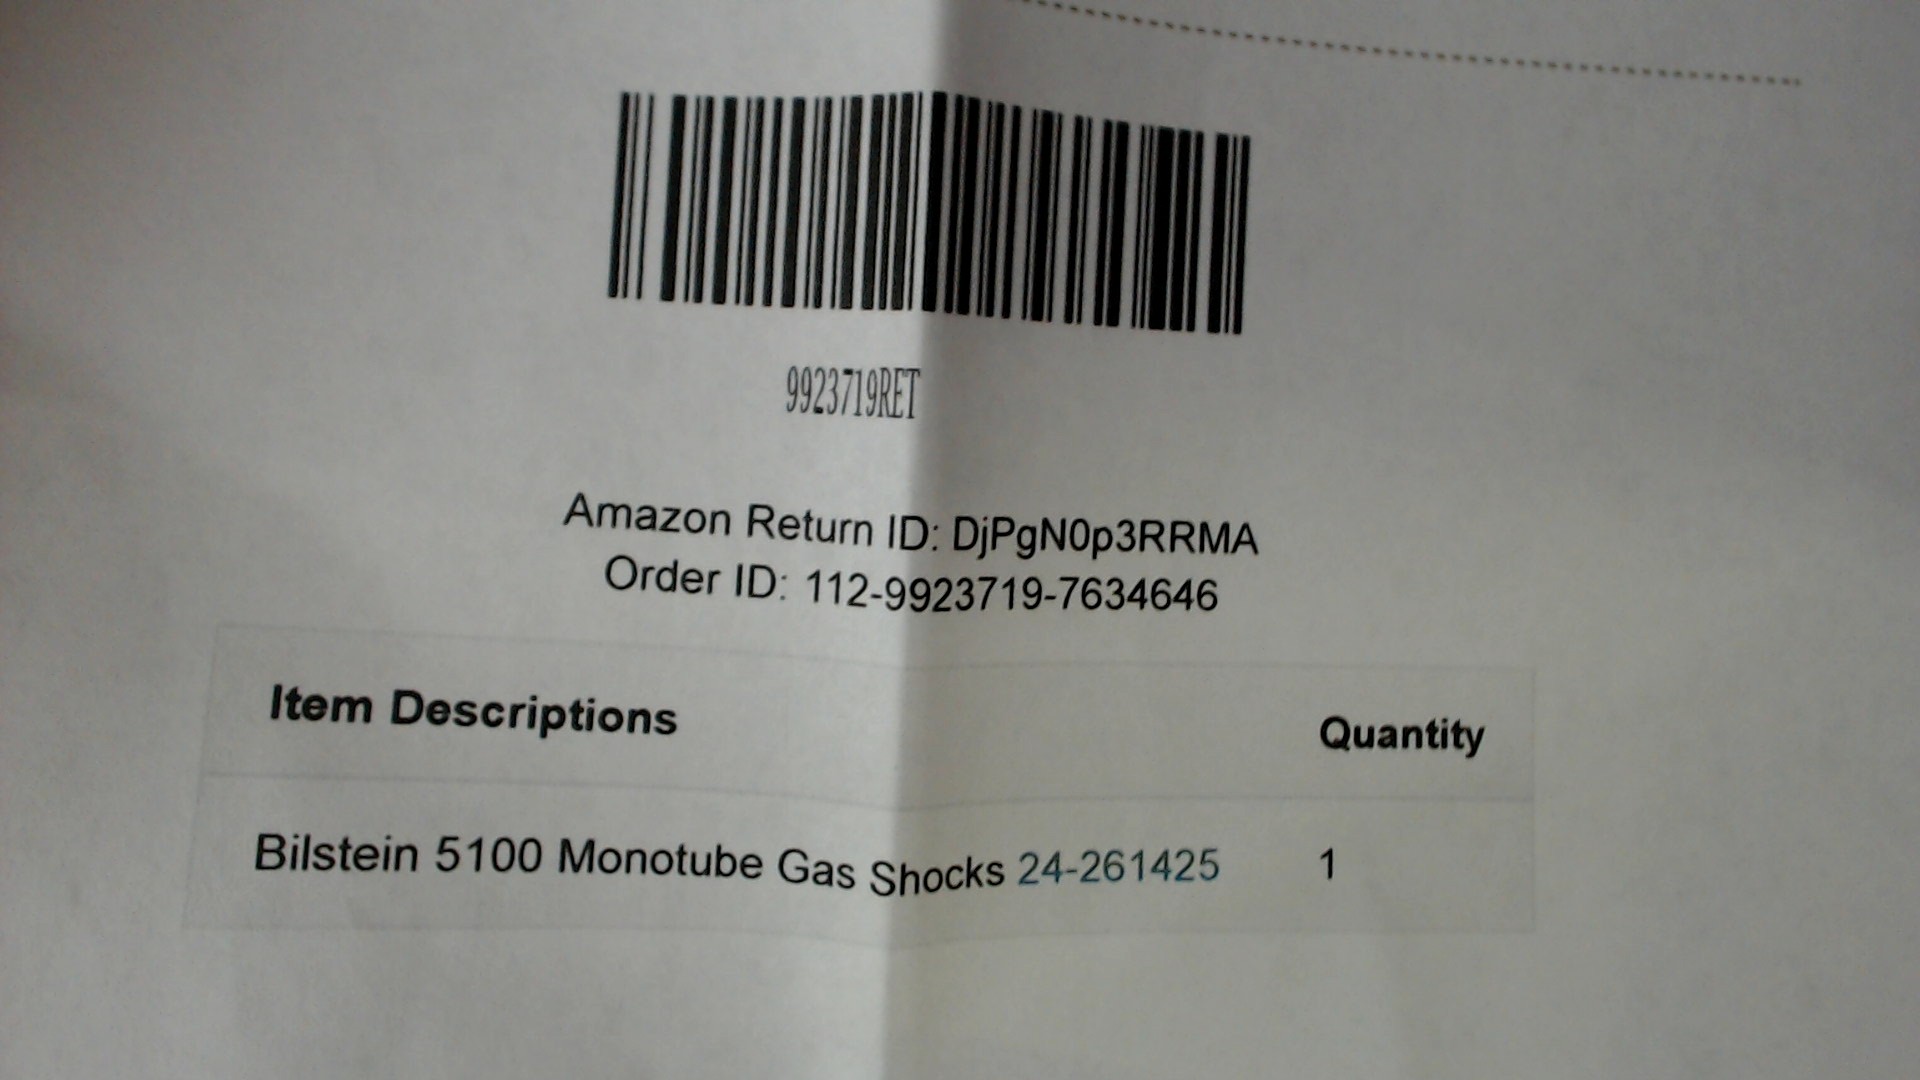 9923719RET
Amazon Return ID: DjPgN0p3RRMA
Order ID: 112-9923719-7634646
Item Descriptions Quantity
Bilstein 5100 Monotube Gas Shocks 24-261425 1